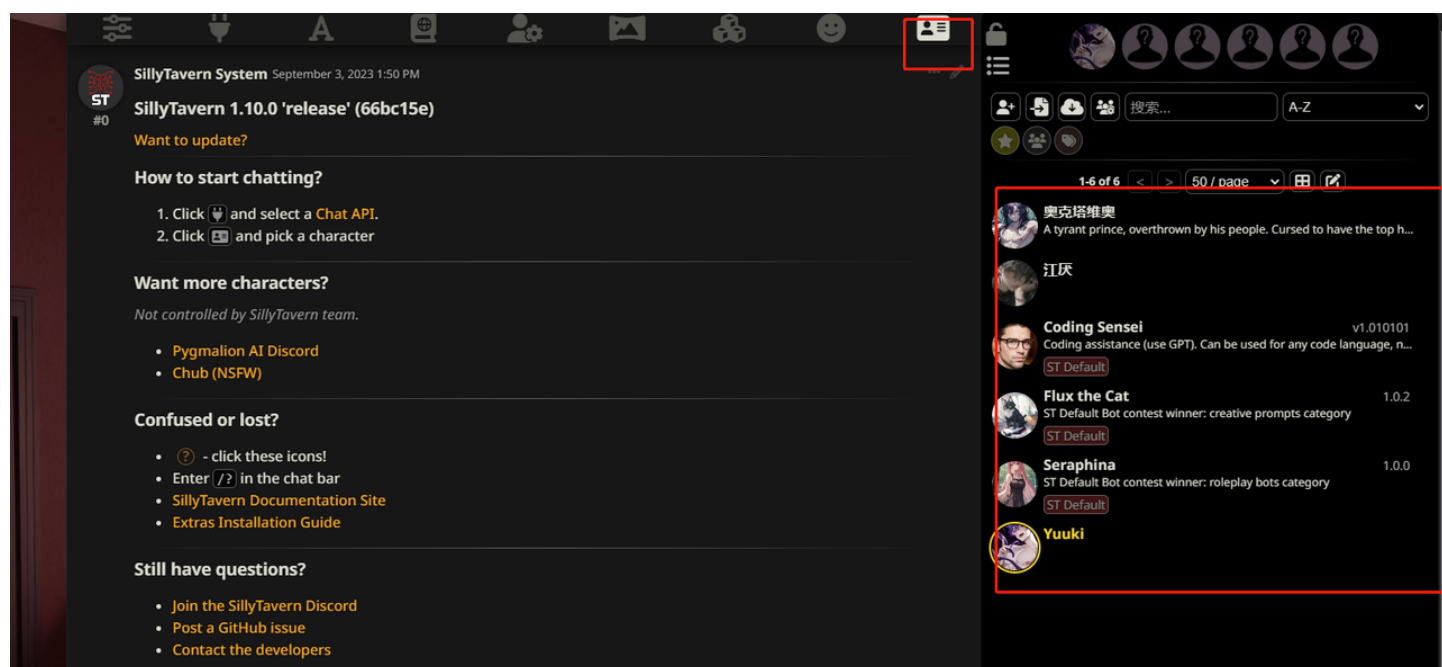 SillyTavern System September 3, 2023 1:50 PM
ST
#0
SillyTavern 1.10.0 'release' (66bc15e)
Want to update?
How to start chatting?
1. Click and select a Chat API.
2. Click and pick a character
Want more characters?
Not controlled by SillyTavern team.
• Pygmalion AI Discord
• Chub (NSFW)
Confused or lost?
• ? - click these icons!
• Enter /? in the chat bar
• SillyTavern Documentation Site
• Extras Installation Guide
Still have questions?
• Join the SillyTavern Discord
• Post a GitHub issue
• Contact the developers
搜索...
A-Z
1-6 of 6 < > 50 / page
奥克塔维奥
A tyrant prince, overthrown by his people. Cursed to have the top h...
江厌
Coding Sensei v1.010101
Coding assistance (use GPT). Can be used for any code language, n...
ST Default
Flux the Cat 1.0.2
ST Default Bot contest winner: creative prompts category
ST Default
Seraphina 1.0.0
ST Default Bot contest winner: roleplay bots category
ST Default
Yuuki